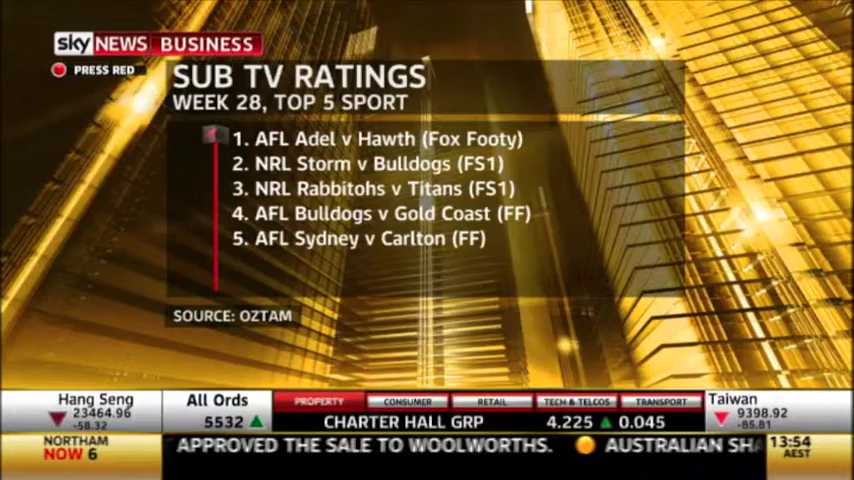 sky NEWS BUSINESS
PRESS RED
SUB TV RATINGS
WEEK 28, TOP 5 SPORT
1. AFL Adel v Hawth (Fox Footy)
2. NRL Storm v Bulldogs (FS1)
3. NRL Rabbitohs v Titans (FS1)
4. AFL Bulldogs v Gold Coast (FF)
5. AFL Sydney v Carlton (FF)
SOURCE: OZTAM
Hang Seng
23464.96
-58.32
All Ords
5532
PROPERTY CONSUMER RETAIL TECH & TELCOS TRANSPORT
CHARTER HALL GRP 4.225 0.045
Taiwan
9398.92
-85.81
NORTHAM
NOW 6
APPROVED THE SALE TO WOOLWORTHS. AUSTRALIAN SHA
13:54
AEST